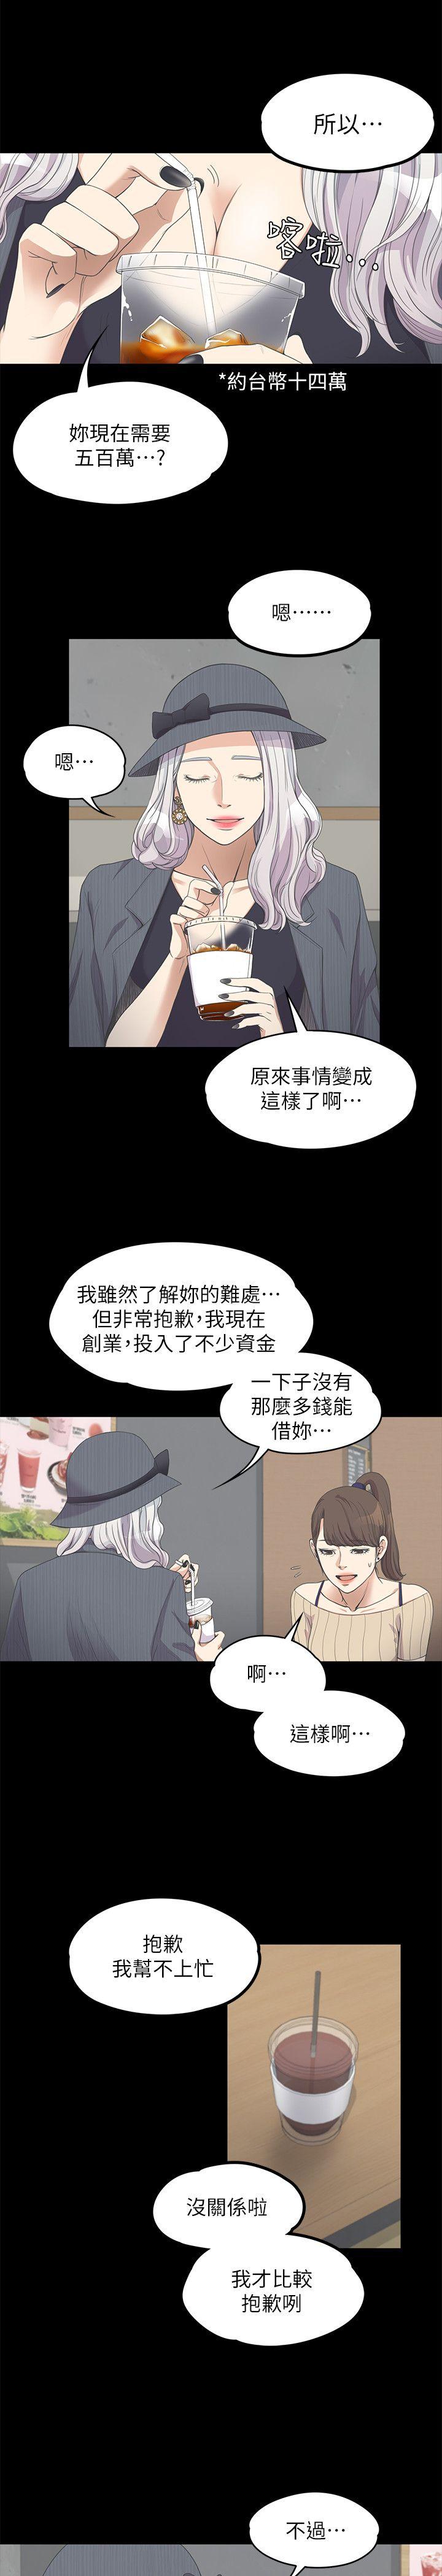 所以…
喀啦…
*約台幣十四萬
妳現在需要
五百萬…?
嗯……
嗯…
原來事情變成
這樣了啊…
我雖然了解妳的難處…
但非常抱歉,我現在
創業,投入了不少資金
一下子沒有
那麼多錢能
借妳…
啊…
這樣啊…
抱歉
我幫不上忙
沒關係啦
我才比較
抱歉咧
不過…